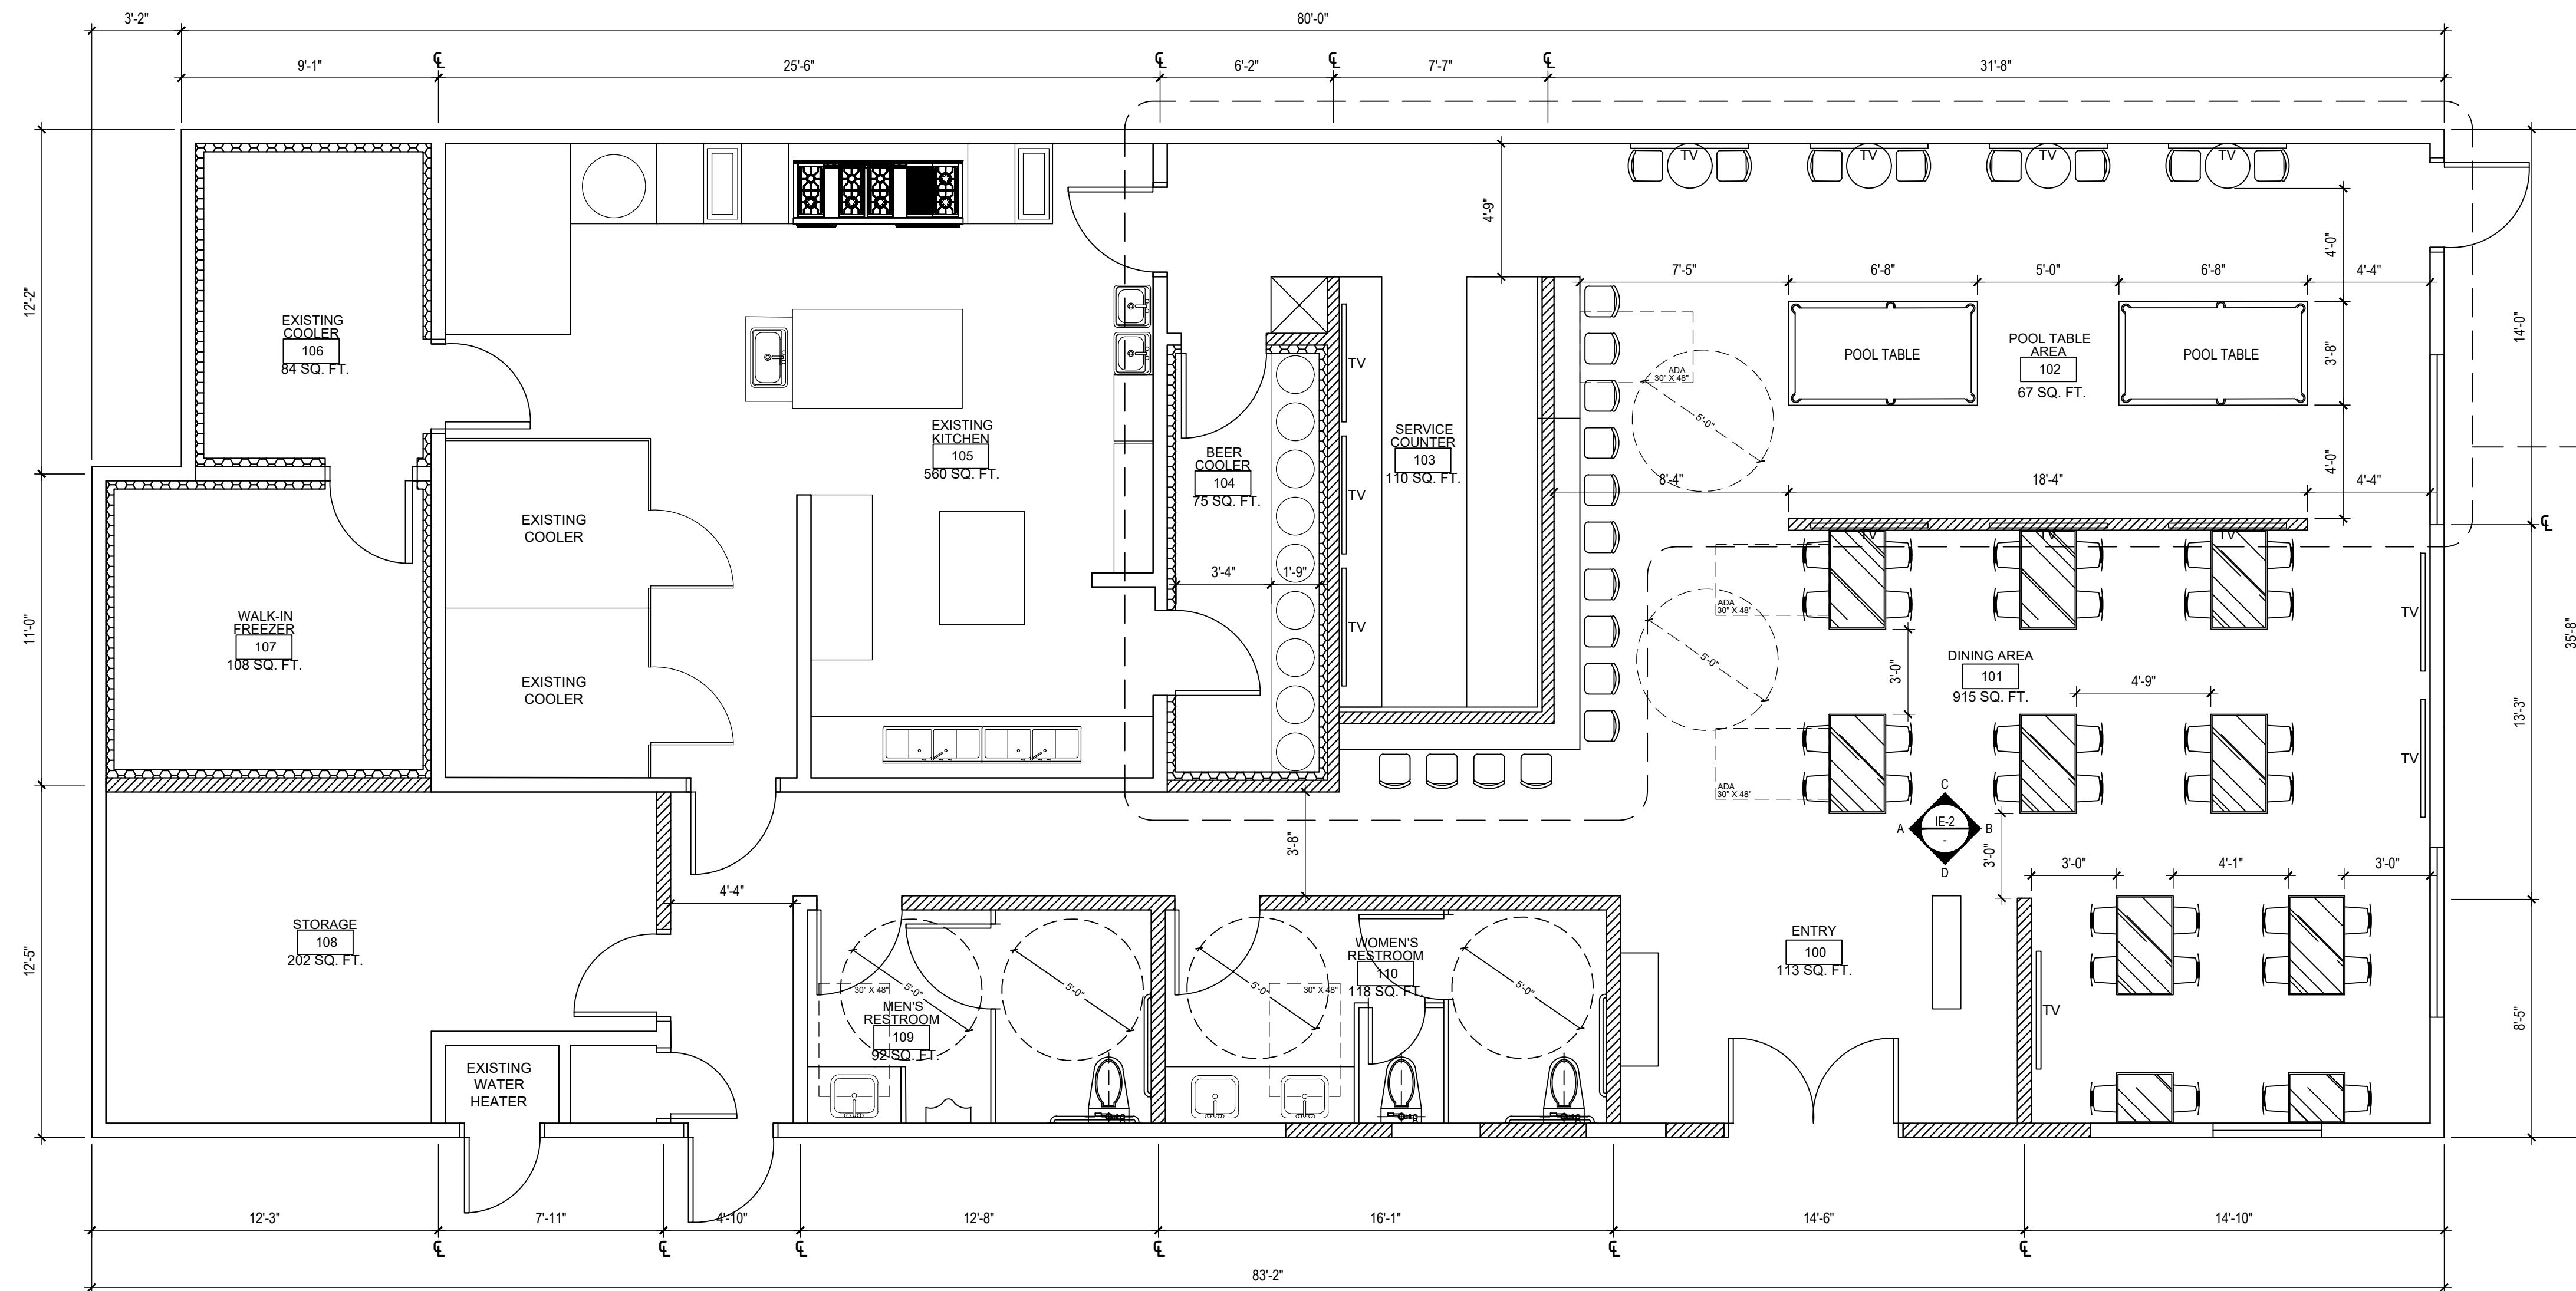 3'-2"
80'-0"
9'-1"
℄
25'-6"
℄
6'-2"
℄
7'-7"
℄
31'-8"
TV
TV
TV
TV
4'-9"
4'-0"
12'-2"
7'-5"
6'-8"
5'-0"
6'-8"
4'-4"
14'-0"
EXISTING
COOLER
106
84 SQ. FT.
TV
POOL TABLE
POOL TABLE
AREA
102
67 SQ. FT.
POOL TABLE
3'-8"
ADA
30" X 48"
5'-0"
EXISTING
KITCHEN
105
560 SQ. FT.
BEER
COOLER
104
75 SQ. FT.
SERVICE
COUNTER
103
110 SQ. FT.
4'-0"
8'-4"
18'-4"
4'-4"
TV
EXISTING
COOLER
℄
TV
TV
TV
3'-4"
1'-9"
ADA
30" X 48"
TV
TV
35'-8"
11'-0"
WALK-IN
FREEZER
107
108 SQ. FT.
5'-0"
3'-0"
DINING AREA
101
915 SQ. FT.
4'-9"
EXISTING
COOLER
13'-3"
TV
ADA
30" X 48"
C
A
IE-2
-
B
D
3'-8"
3'-0"
4'-4"
3'-0"
4'-1"
3'-0"
STORAGE
108
202 SQ. FT.
12'-5"
WOMEN'S
RESTROOM
110
118 SQ. FT.
ENTRY
100
113 SQ. FT.
30" X 48"
5'-0"
5'-0"
5'-0"
30" X 48"
5'-0"
MEN'S
RESTROOM
109
92 SQ. FT.
TV
8'-5"
EXISTING
WATER
HEATER
12'-3"
℄
7'-11"
℄
4'-10"
℄
12'-8"
℄
16'-1"
℄
14'-6"
℄
14'-10"
83'-2"